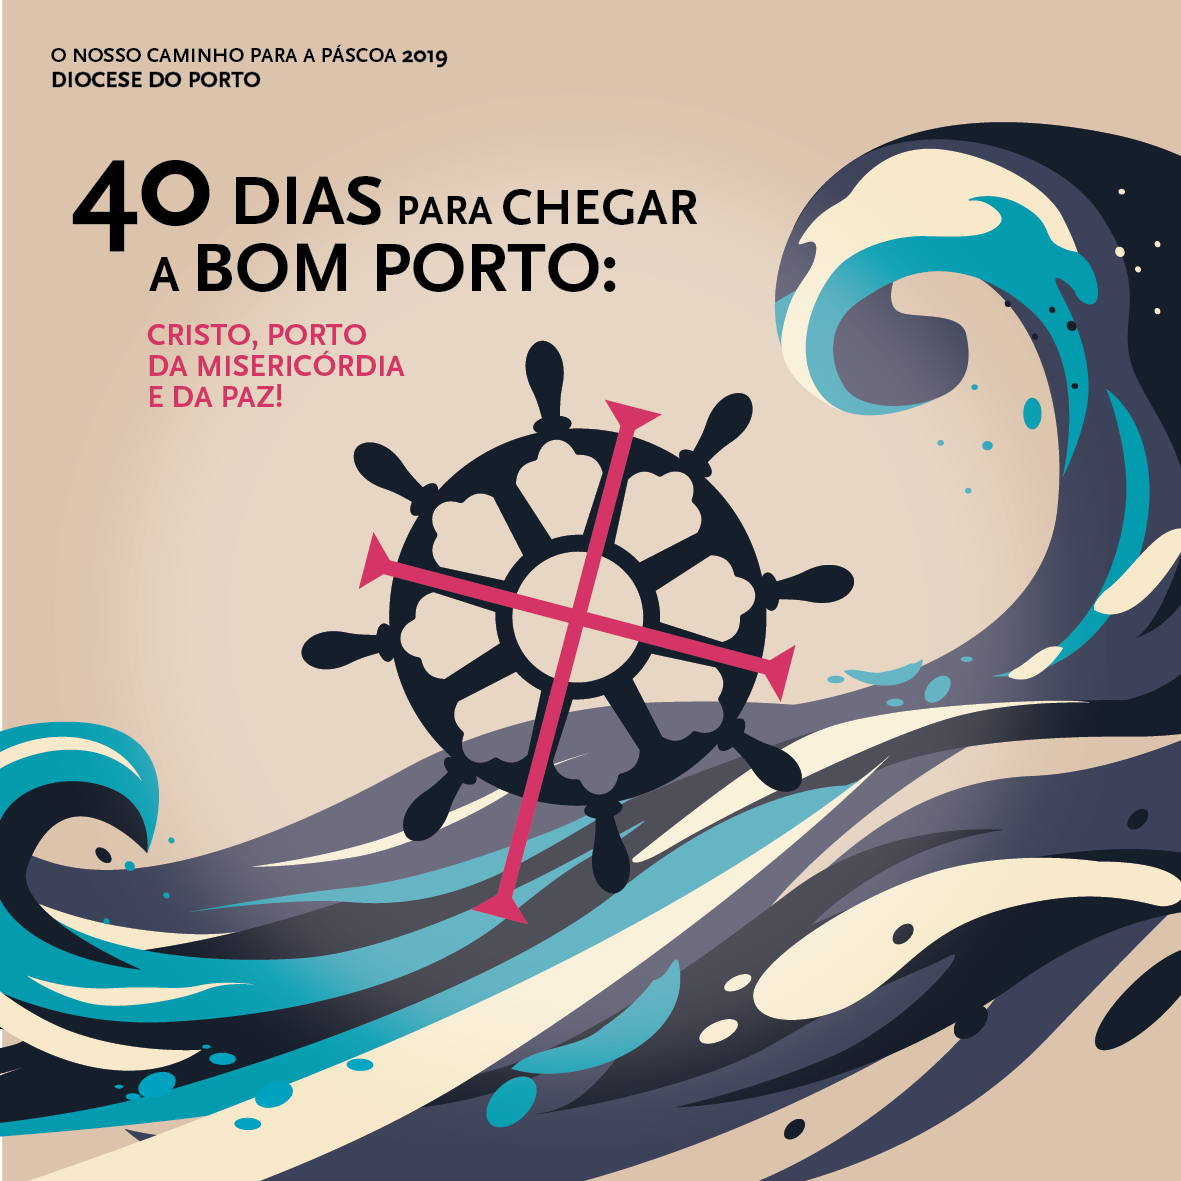 O NOSSO CAMINHO PARA A PÁSCOA 2019
DIOCESE DO PORTO
40 DIAS PARA CHEGAR
A BOM PORTO:
CRISTO, PORTO
DA MISERICÓRDIA
E DA PAZ!